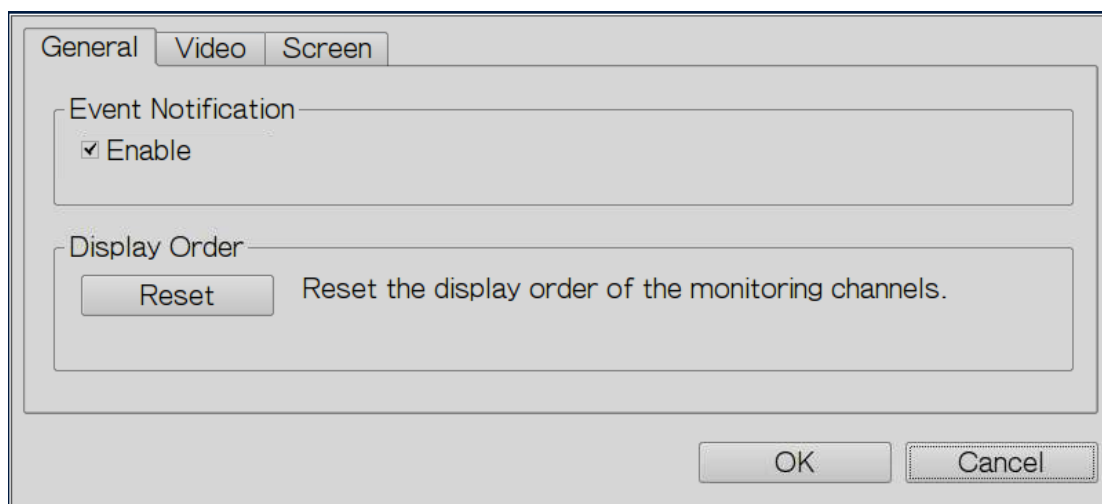 General Video Screen
Event Notification
Enable
Display Order
Reset Reset the display order of the monitoring channels.
OK Cancel